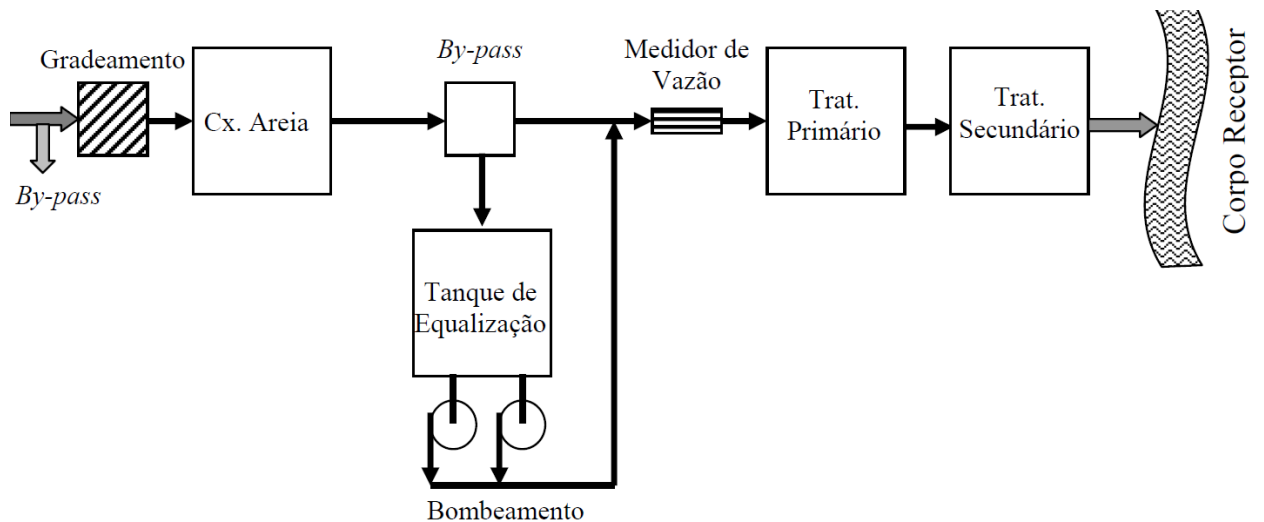 Gradeamento
By-pass
Cx. Areia
By-pass
Tanque de
Equalização
Bombeamento
Medidor de
Vazão
Trat.
Primário
Trat.
Secundário
Corpo Receptor